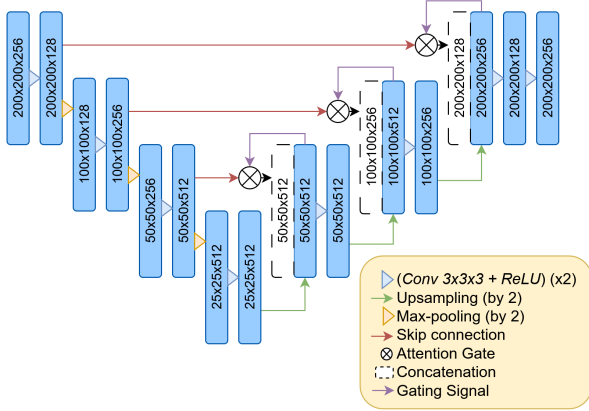 200x200x256
200x200x128
100x100x128
100x100x256
50x50x256
50x50x512
25x25x512
25x25x512
50x50x512
50x50x512
50x50x512
100x100x256
100x100x512
100x100x256
200x200x128
200x200x256
200x200x128
200x200x256
(Conv 3x3x3 + ReLU) (x2)
Upsampling (by 2)
Max-pooling (by 2)
Skip connection
Attention Gate
Concatenation
Gating Signal